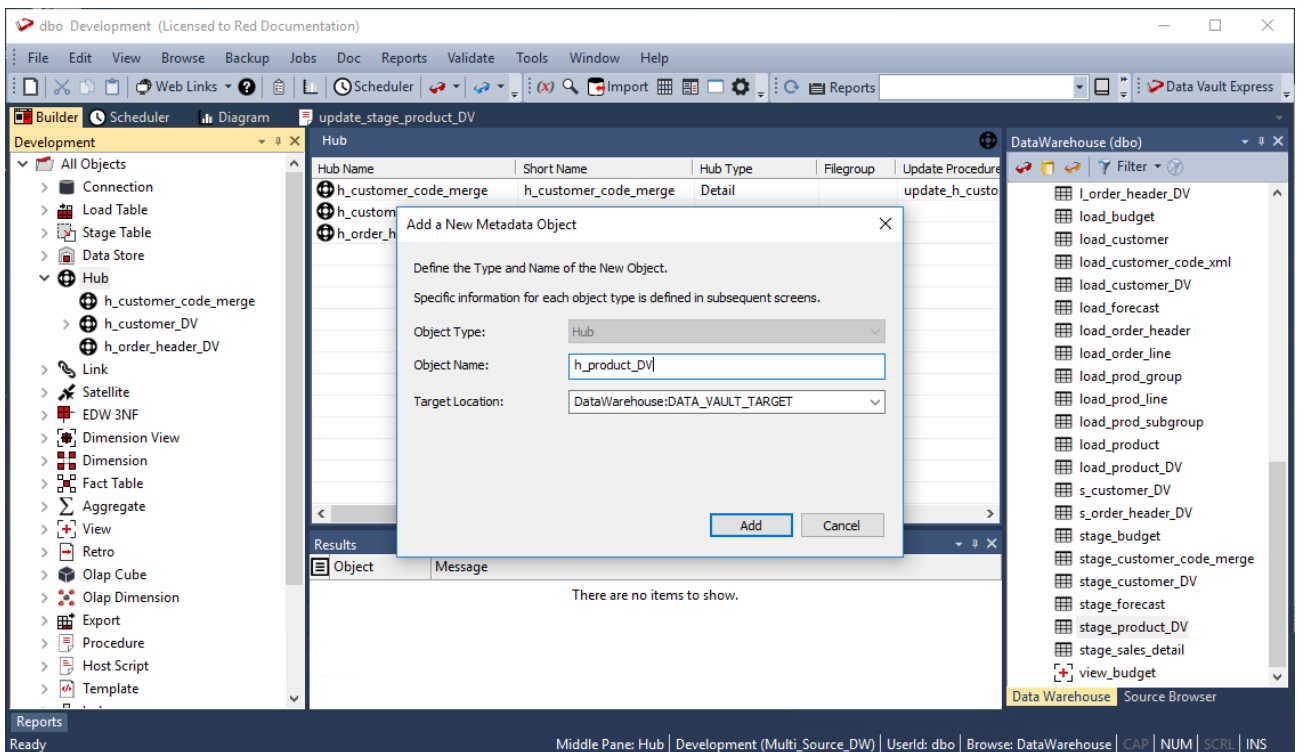 dbo Development (Licensed to Red Documentation)
File Edit View Browse Backup Jobs Doc Reports Validate Tools Window Help
Web Links Scheduler (x) Import Reports Data Vault Express
Builder Scheduler Diagram update_stage_product_DV
Development
All Objects
Connection
Load Table
Stage Table
Data Store
Hub
h_customer_code_merge
h_customer_DV
h_order_header_DV
Link
Satellite
EDW 3NF
Dimension View
Dimension
Fact Table
Aggregate
View
Retro
Olap Cube
Olap Dimension
Export
Procedure
Host Script
Template
Hub
Hub Name Short Name Hub Type Filegroup Update Procedure
h_customer_code_merge h_customer_code_merge Detail update_h_custo
h_custom
h_order_h
Add a New Metadata Object
Define the Type and Name of the New Object.
Specific information for each object type is defined in subsequent screens.
Object Type: Hub
Object Name: h_product_DV
Target Location: DataWarehouse:DATA_VAULT_TARGET
Add Cancel
Results
Object Message
There are no items to show.
DataWarehouse (dbo)
Filter
l_order_header_DV
load_budget
load_customer
load_customer_code_xml
load_customer_DV
load_forecast
load_order_header
load_order_line
load_prod_group
load_prod_line
load_prod_subgroup
load_product
load_product_DV
s_customer_DV
s_order_header_DV
stage_budget
stage_customer_code_merge
stage_customer_DV
stage_forecast
stage_product_DV
stage_sales_detail
view_budget
Data Warehouse Source Browser
Reports
Ready Middle Pane: Hub Development (Multi_Source_DW) UserId: dbo Browse: DataWarehouse CAP NUM SCRL INS